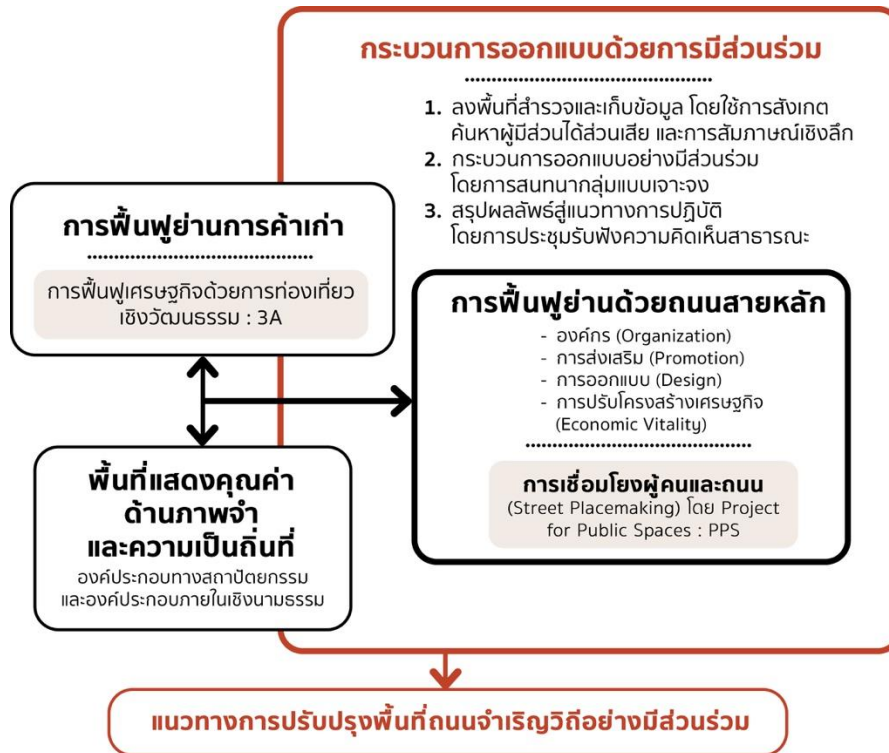 กระบวนการออกแบบด้วยการมีส่วนร่วม
1. ลงพื้นที่สำรวจและเก็บข้อมูล โดยใช้การสังเกต
ค้นหาผู้มีส่วนได้ส่วนเสีย และการสัมภาษณ์เชิงลึก
2. กระบวนการออกแบบอย่างมีส่วนร่วม
โดยการสนทนากลุ่มแบบเจาะจง
3. สรุปผลลัพธ์สู่แนวทางการปฏิบัติ
โดยการประชุมรับฟังความคิดเห็นสาธารณะ
การฟื้นฟูย่านการค้าเก่า
การฟื้นฟูเศรษฐกิจด้วยการท่องเที่ยว
เชิงวัฒนธรรม : 3A
การฟื้นฟูย่านด้วยถนนสายหลัก
- องค์กร (Organization)
- การส่งเสริม (Promotion)
- การออกแบบ (Design)
- การปรับโครงสร้างเศรษฐกิจ
(Economic Vitality)
การเชื่อมโยงผู้คนและถนน
(Street Placemaking) โดย Project
for Public Spaces : PPS
พื้นที่แสดงคุณค่า
ด้านภาพจำ
และความเป็นถิ่นที่
องค์ประกอบทางสถาปัตยกรรม
และองค์ประกอบภายในเชิงนามธรรม
แนวทางการปรับปรุงพื้นที่ถนนจำเริญวิถีอย่างมีส่วนร่วม